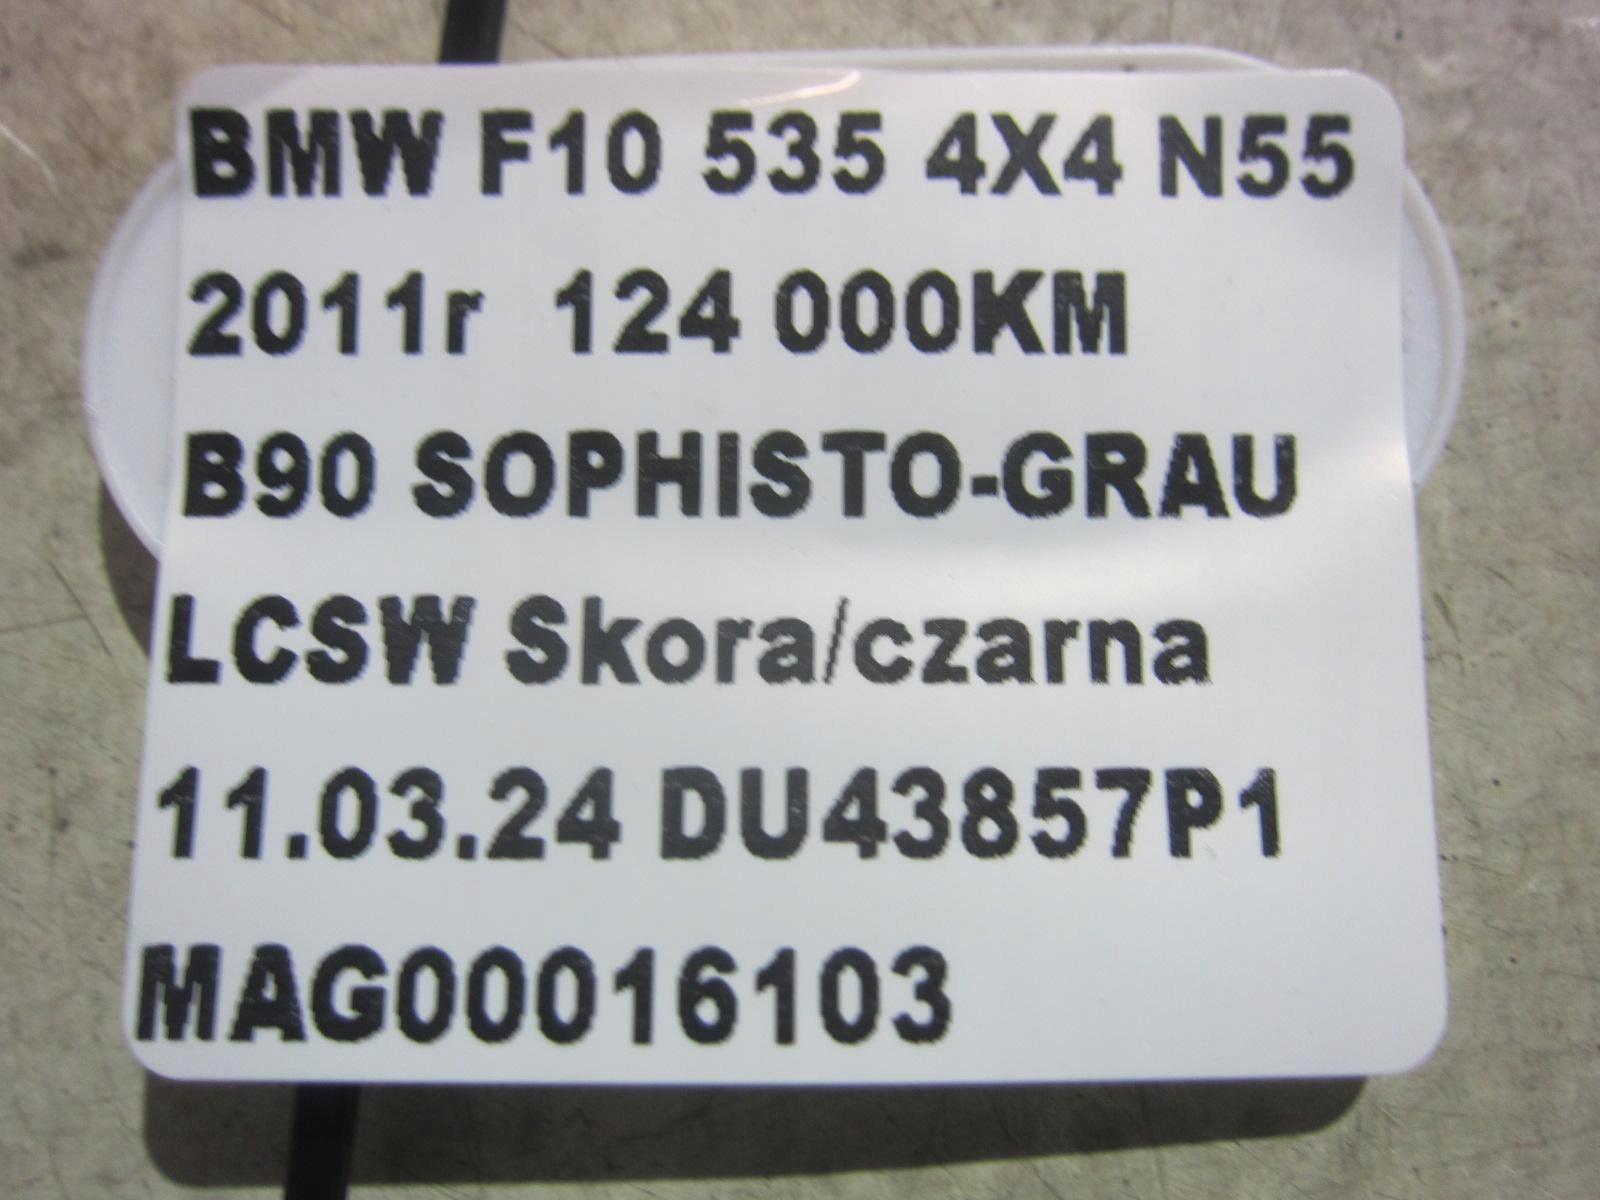 BMW F10 535 4X4 N55
2011r 124 000KM
B90 SOPHISTO-GRAU
LCSW Skora/czarna
11.03.24 DU43857P1
MAG00016103